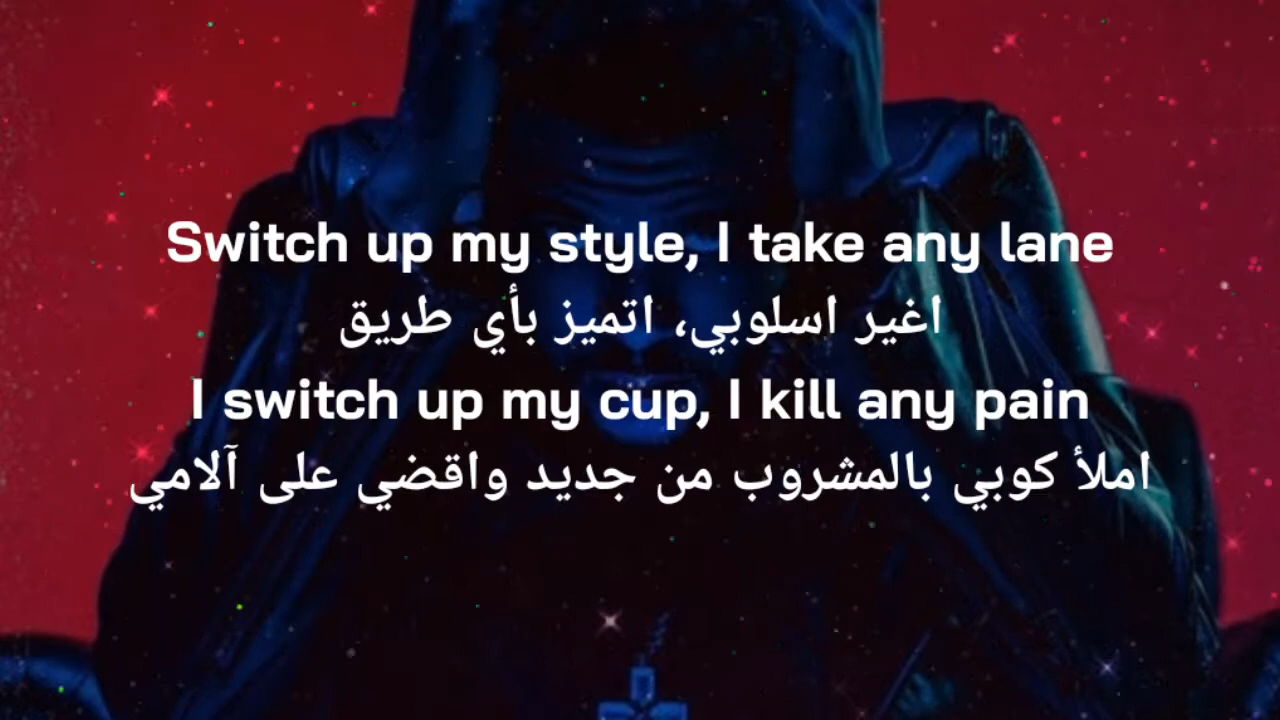 Switch up my style, I take any lane
اغير اسلوبي، اتميز بأي طريق
I switch up my cup, I kill any pain
املأ كوبي بالمشروب من جديد واقضي على آلامي